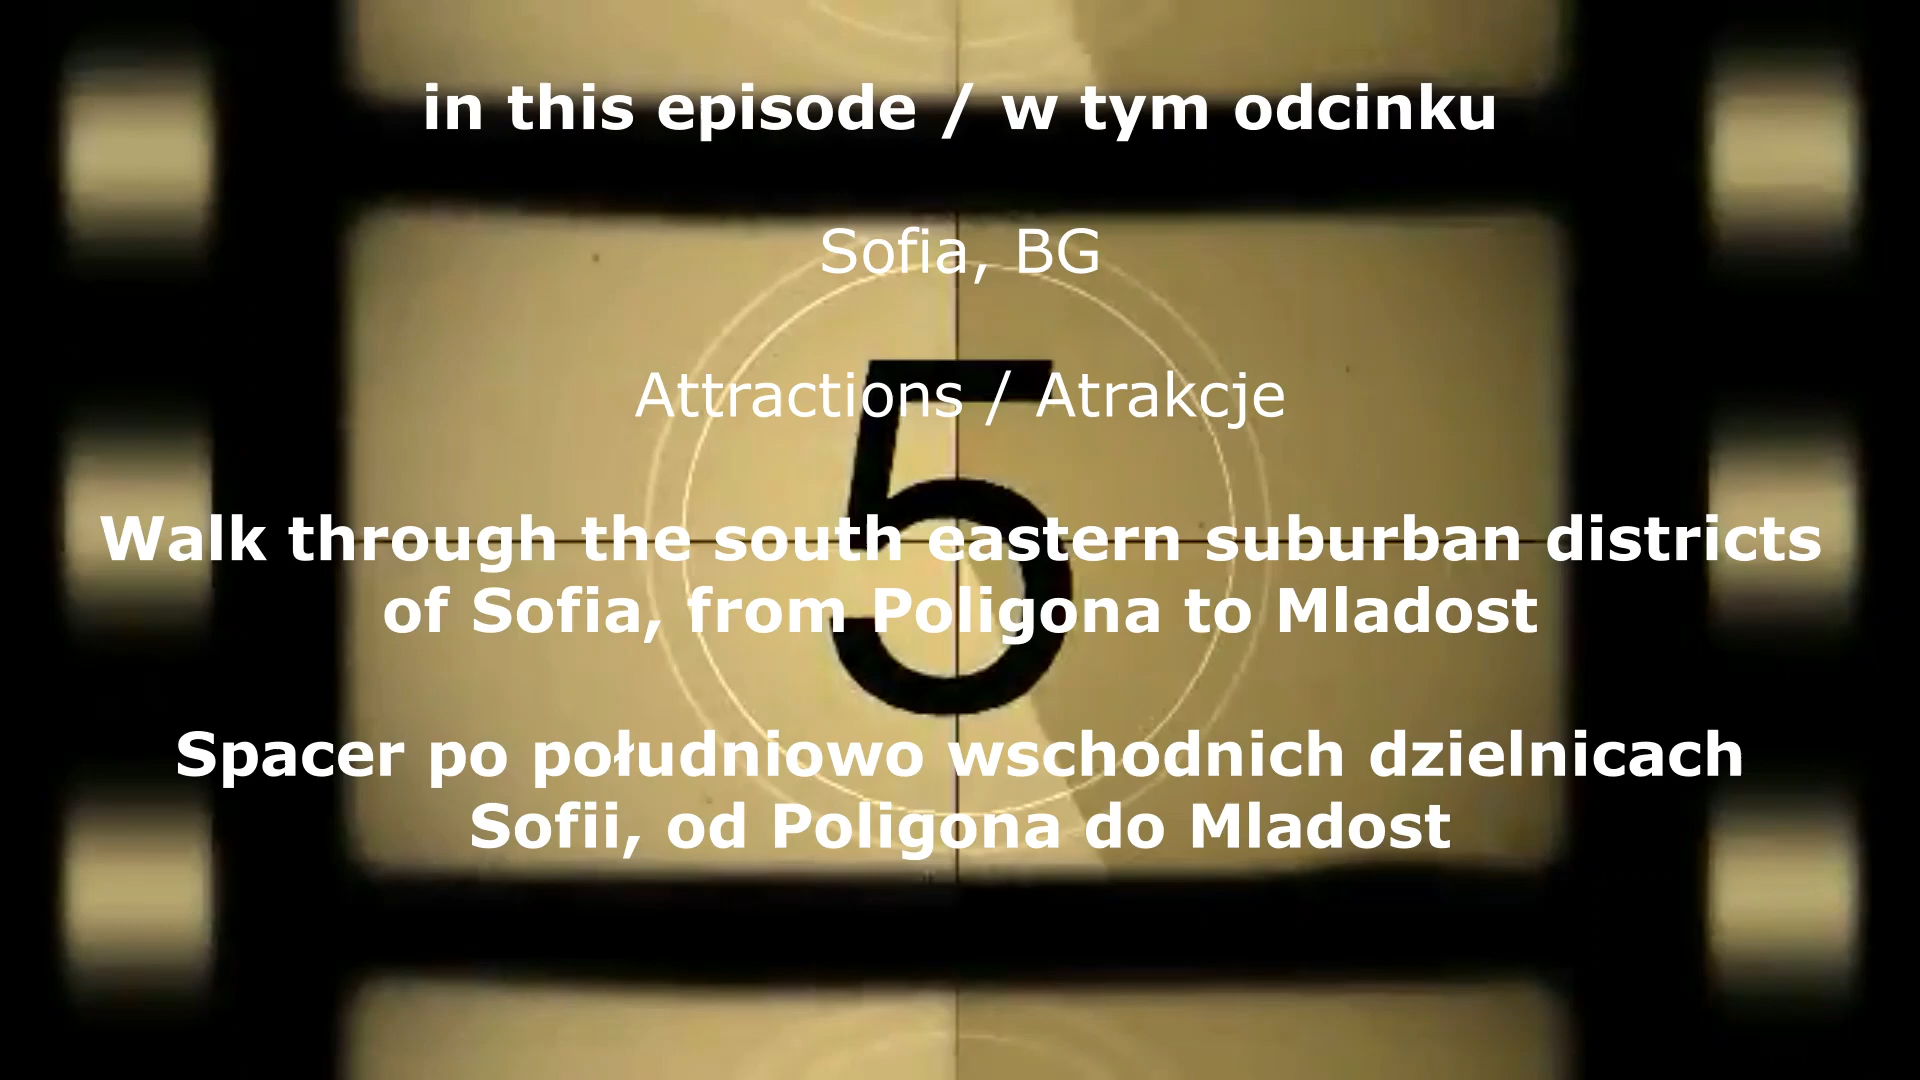 in this episode / w tym odcinku
Sofia, BG
Attractions / Atrakcje
5
Walk through the south eastern suburban districts
of Sofia, from Poligona to Mladost
Spacer po południowo wschodnich dzielnicach
Sofii, od Poligona do Mladost